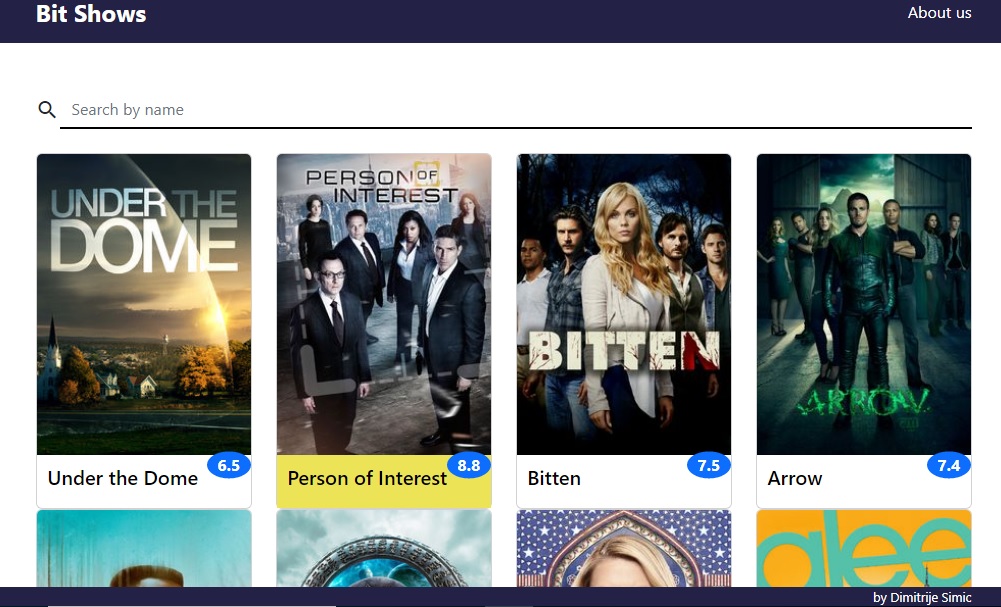 Bit Shows
About us
Search by name
UNDER THE
DOME
PERSON OF
INTEREST
BITTEN
ARROW
6.5
8.8
7.5
7.4
Under the Dome
Person of Interest
Bitten
Arrow
glee
by Dimitrije Simic